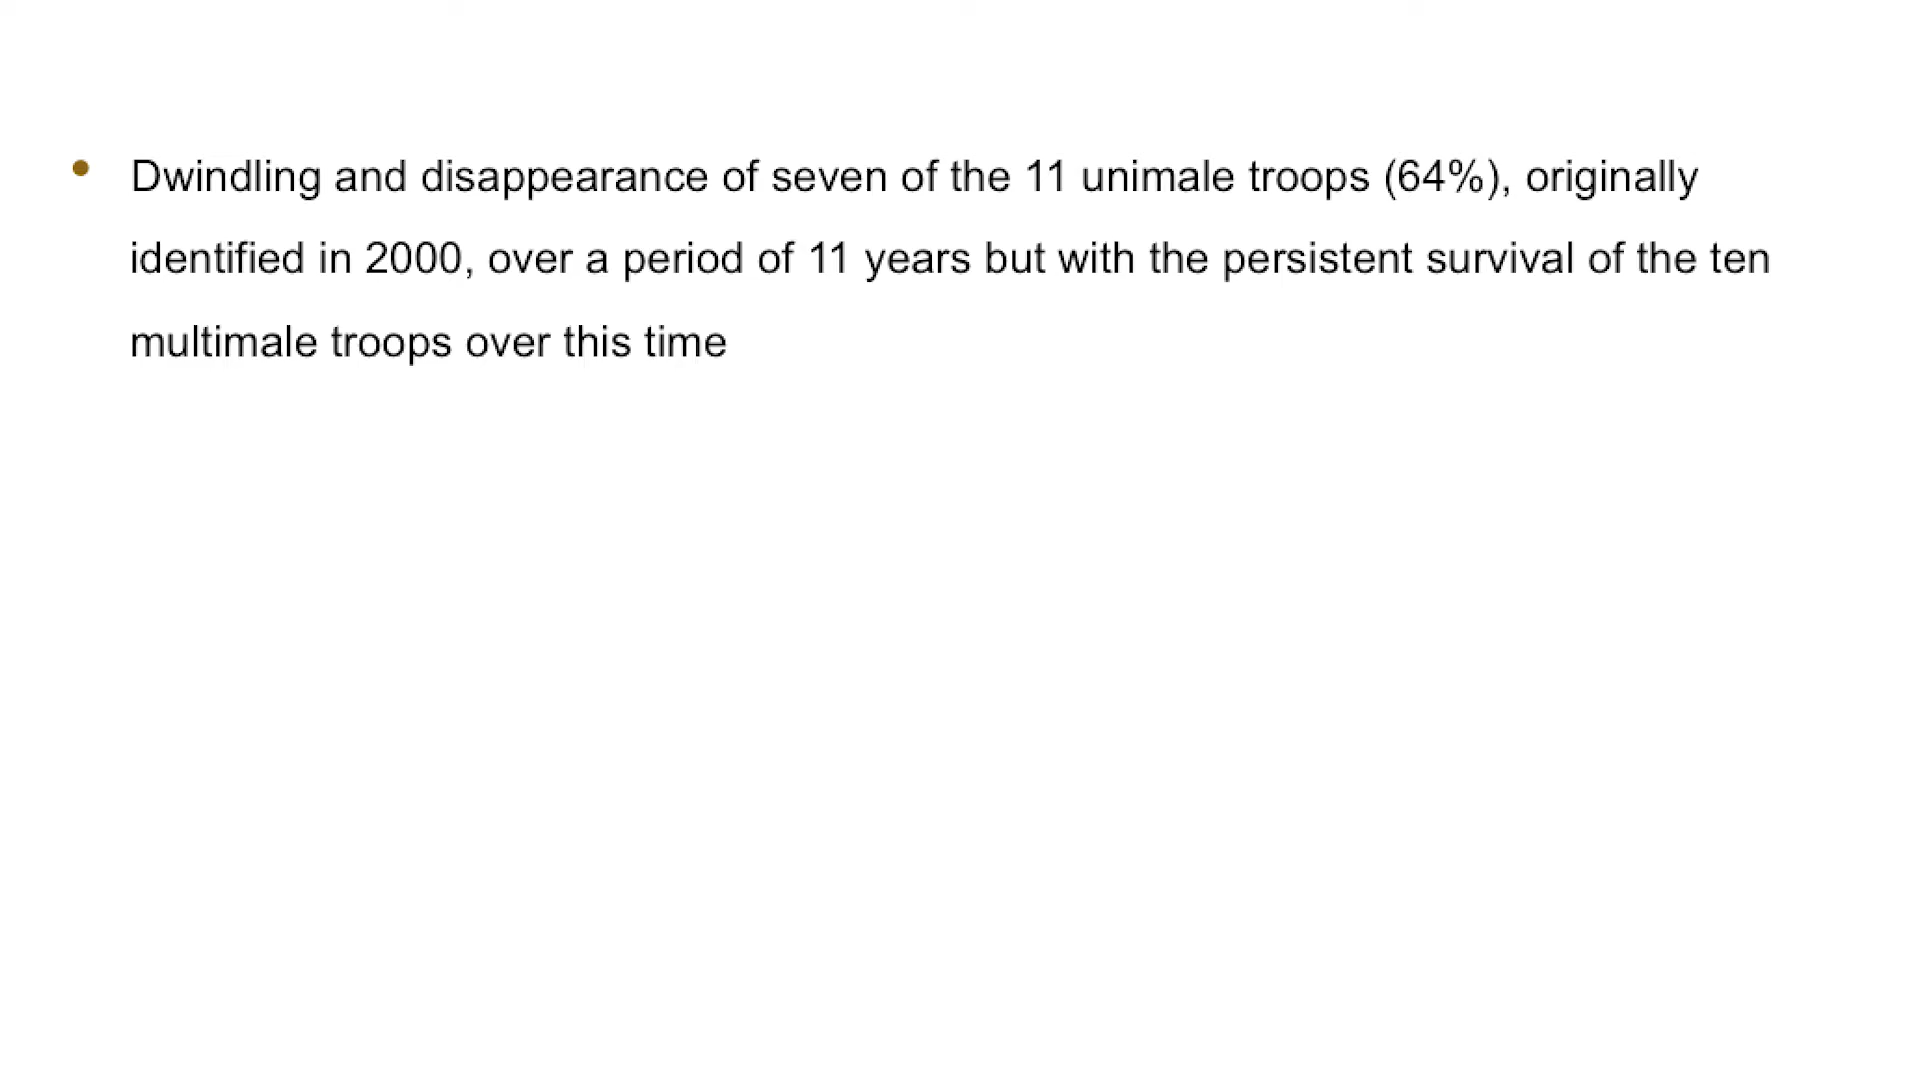 • Dwindling and disappearance of seven of the 11 unimale troops (64%), originally
identified in 2000, over a period of 11 years but with the persistent survival of the ten
multimale troops over this time